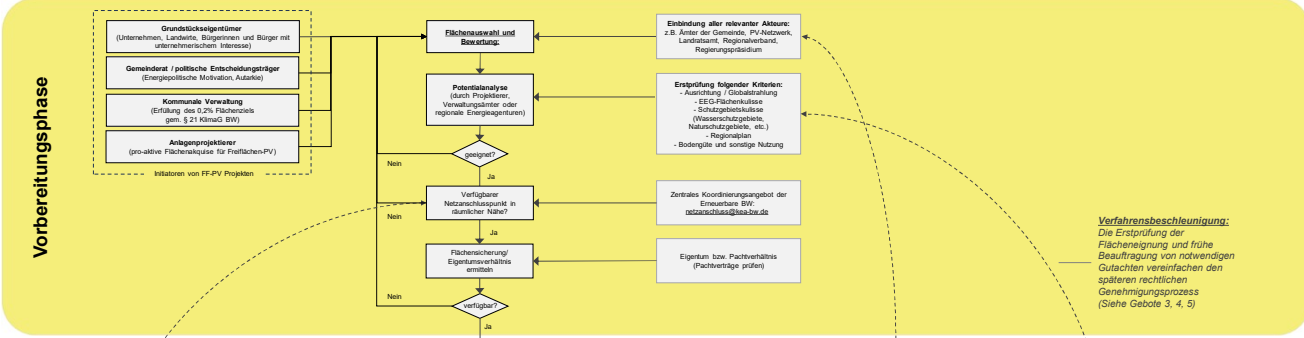 Vorbereitungsphase
Grundstückseigentümer
(Unternehmen, Landwirte, Bürgerinnen und Bürger mit
unternehmerischem Interesse)
Gemeinderat / politische Entscheidungsträger
(Energiepolitische Motivation, Autarkie)
Kommunale Verwaltung
(Erfüllung des 0,2% Flächenziels
gem. § 21 KlimaG BW)
Anlagenprojektierer
(pro-aktive Flächenakquise für Freiflächen-PV)
Initiatoren von FF-PV Projekten
Flächenauswahl und
Bewertung:
Potentialanalyse
(durch Projektierer,
Verwaltungsämter oder
regionale Energieagenturen)
geeignet?
Nein
Ja
Verfügbarer
Netzanschlusspunkt in
räumlicher Nähe?
Nein
Ja
Flächensicherung/
Eigentumsverhältnis
ermitteln
Nein
verfügbar?
Ja
Einbindung aller relevanter Akteure:
z.B. Ämter der Gemeinde, PV-Netzwerk,
Landratsamt, Regionalverband,
Regierungspräsidium
Erstprüfung folgender Kriterien:
- Ausrichtung / Globalstrahlung
- EEG-Flächenkulisse
- Schutzgebietskulisse
(Wasserschutzgebiete,
Naturschutzgebiete, etc.)
- Regionalplan
- Bodengüte und sonstige Nutzung
Zentrales Koordinierungsangebot der
Erneuerbare BW:
netzanschluss@kea-bw.de
Eigentum bzw. Pachtverhältnis
(Pachtverträge prüfen)
Verfahrensbeschleunigung:
Die Erstprüfung der
Flächeneignung und frühe
Beauftragung von notwendigen
Gutachten vereinfachen den
späteren rechtlichen
Genehmigungsprozess
(Siehe Gebote 3, 4, 5)